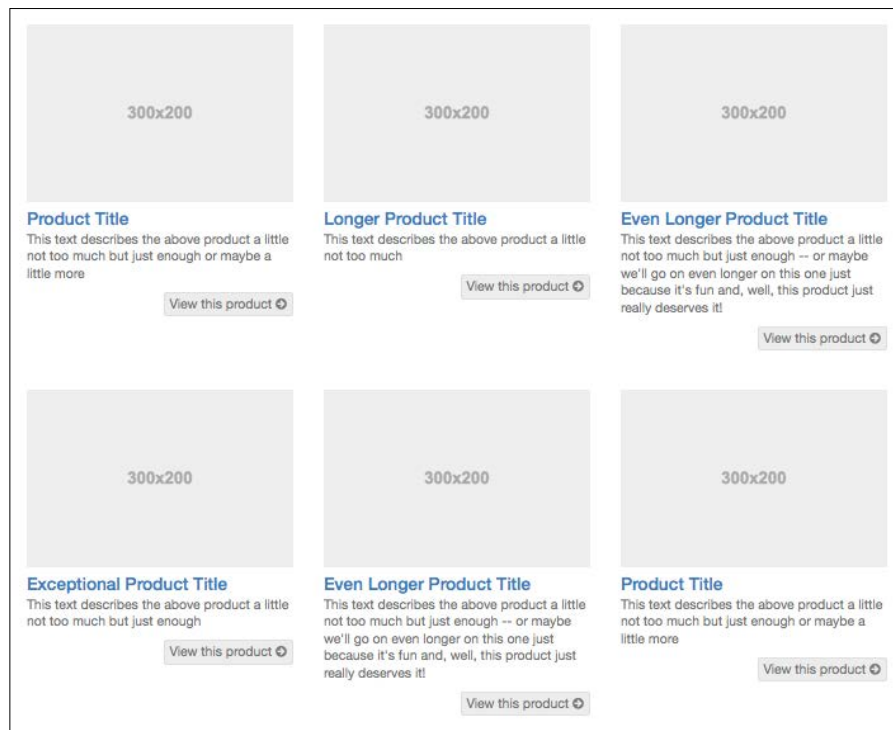 300x200
Product Title
This text describes the above product a little
not too much but just enough or maybe a
little more
View this product
300x200
Longer Product Title
This text describes the above product a little
not too much
View this product
300x200
Even Longer Product Title
This text describes the above product a little
not too much but just enough -- or maybe
we'll go on even longer on this one just
because it's fun and, well, this product just
really deserves it!
View this product
300x200
Exceptional Product Title
This text describes the above product a little
not too much but just enough
View this product
300x200
Even Longer Product Title
This text describes the above product a little
not too much but just enough -- or maybe
we'll go on even longer on this one just
because it's fun and, well, this product just
really deserves it!
View this product
300x200
Product Title
This text describes the above product a little
not too much but just enough or maybe a
little more
View this product